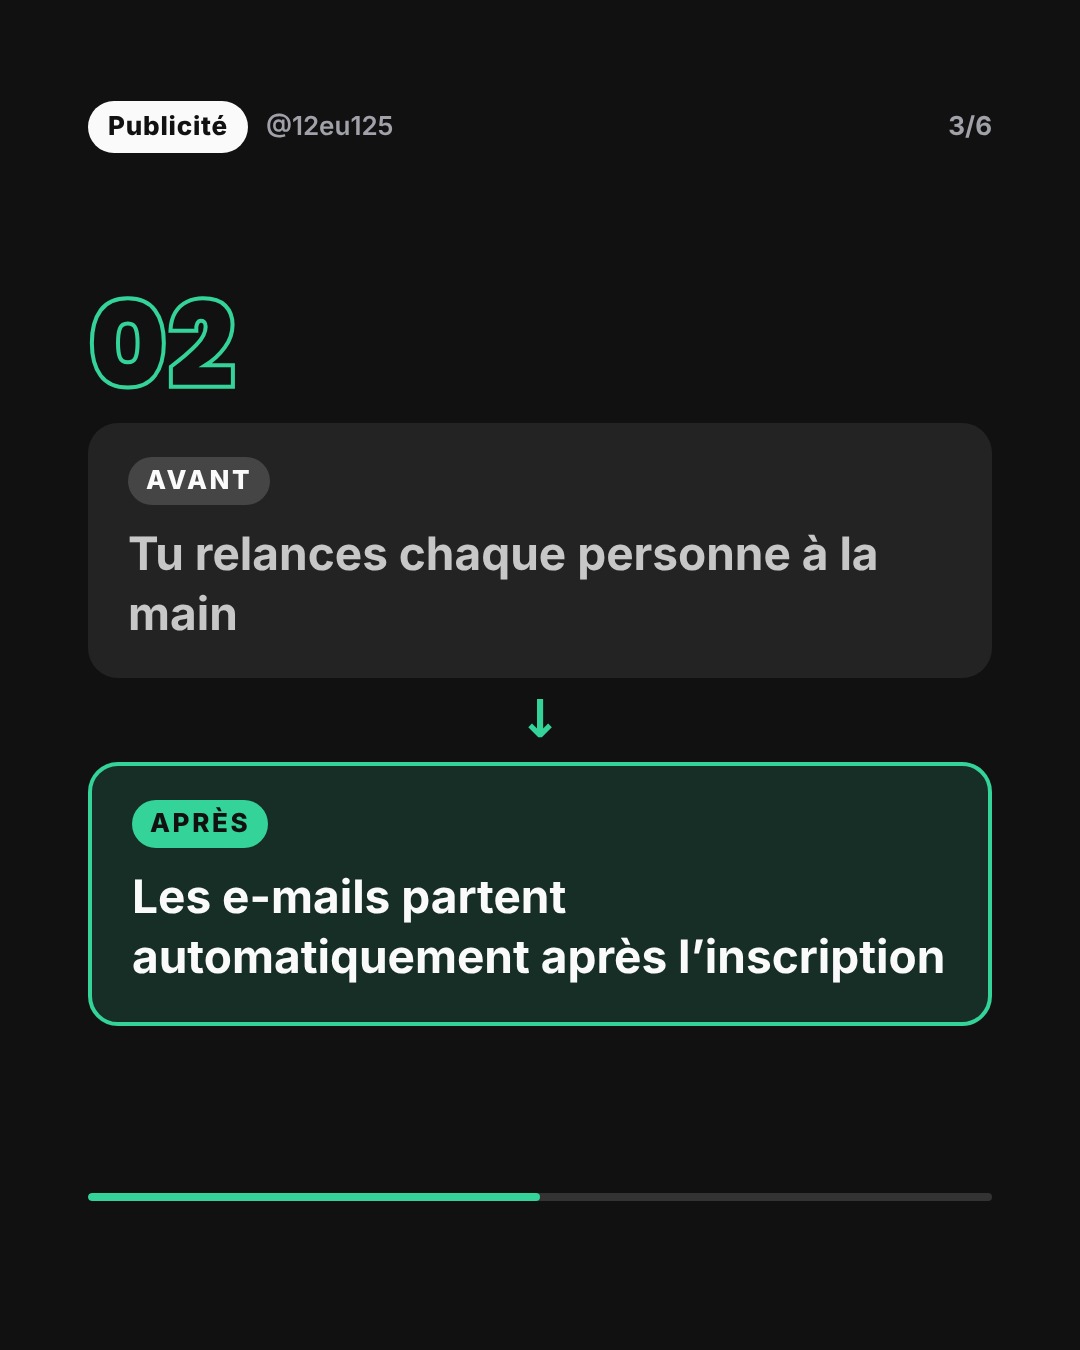 Publicité @12eu125 3/6
02
AVANT
Tu relances chaque personne à la
main
↓
APRÈS
Les e-mails partent
automatiquement après l’inscription